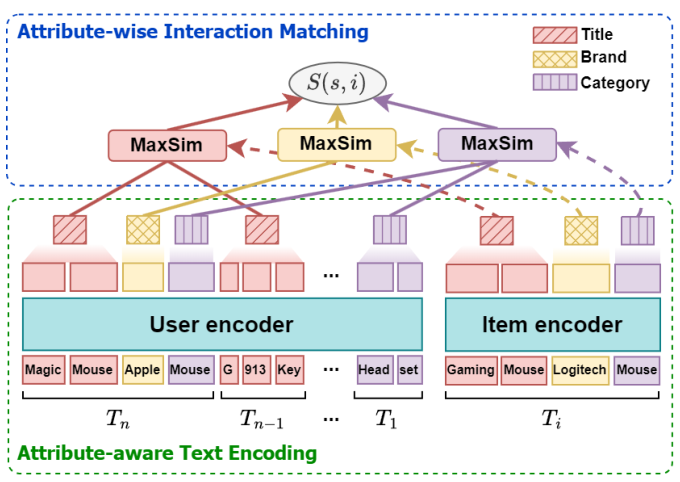 Attribute-wise Interaction Matching
Title
Brand
Category
S(s, i)
MaxSim MaxSim MaxSim
... 
User encoder Item encoder
Magic Mouse Apple Mouse G 913 Key ... Head set Gaming Mouse Logitech Mouse
Tₙ Tₙ₋₁ ... T₁ Tᵢ
Attribute-aware Text Encoding